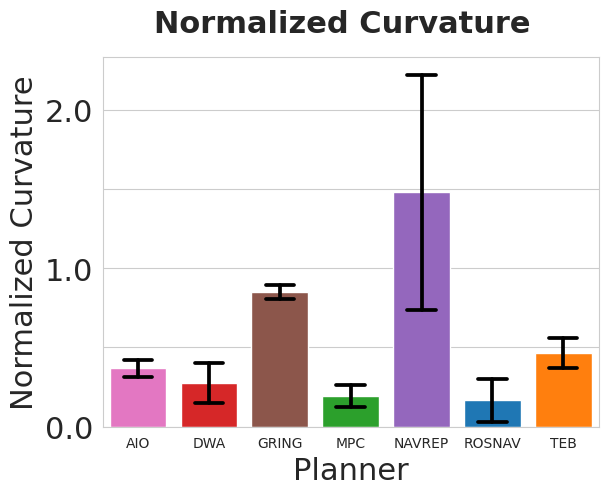 Normalized Curvature
Normalized Curvature
2.0
1.0
0.0
AIO DWA GRING MPC NAVREP ROSNAV TEB
Planner